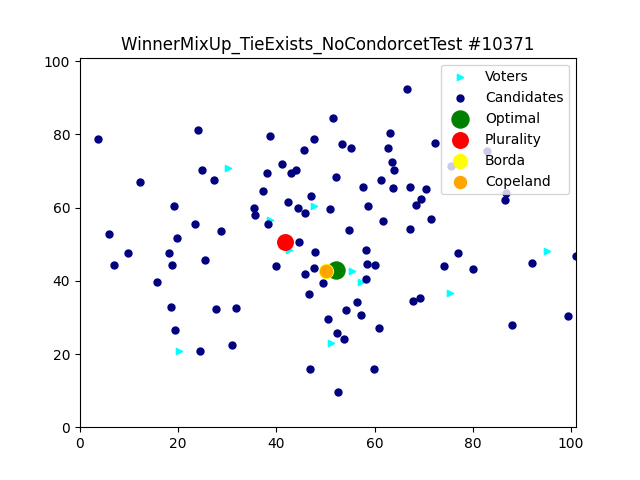 WinnerMixUp_TieExists_NoCondorcetTest #10371
100
80
60
40
20
0
0
20
40
60
80
100
Voters
Candidates
Optimal
Plurality
Borda
Copeland